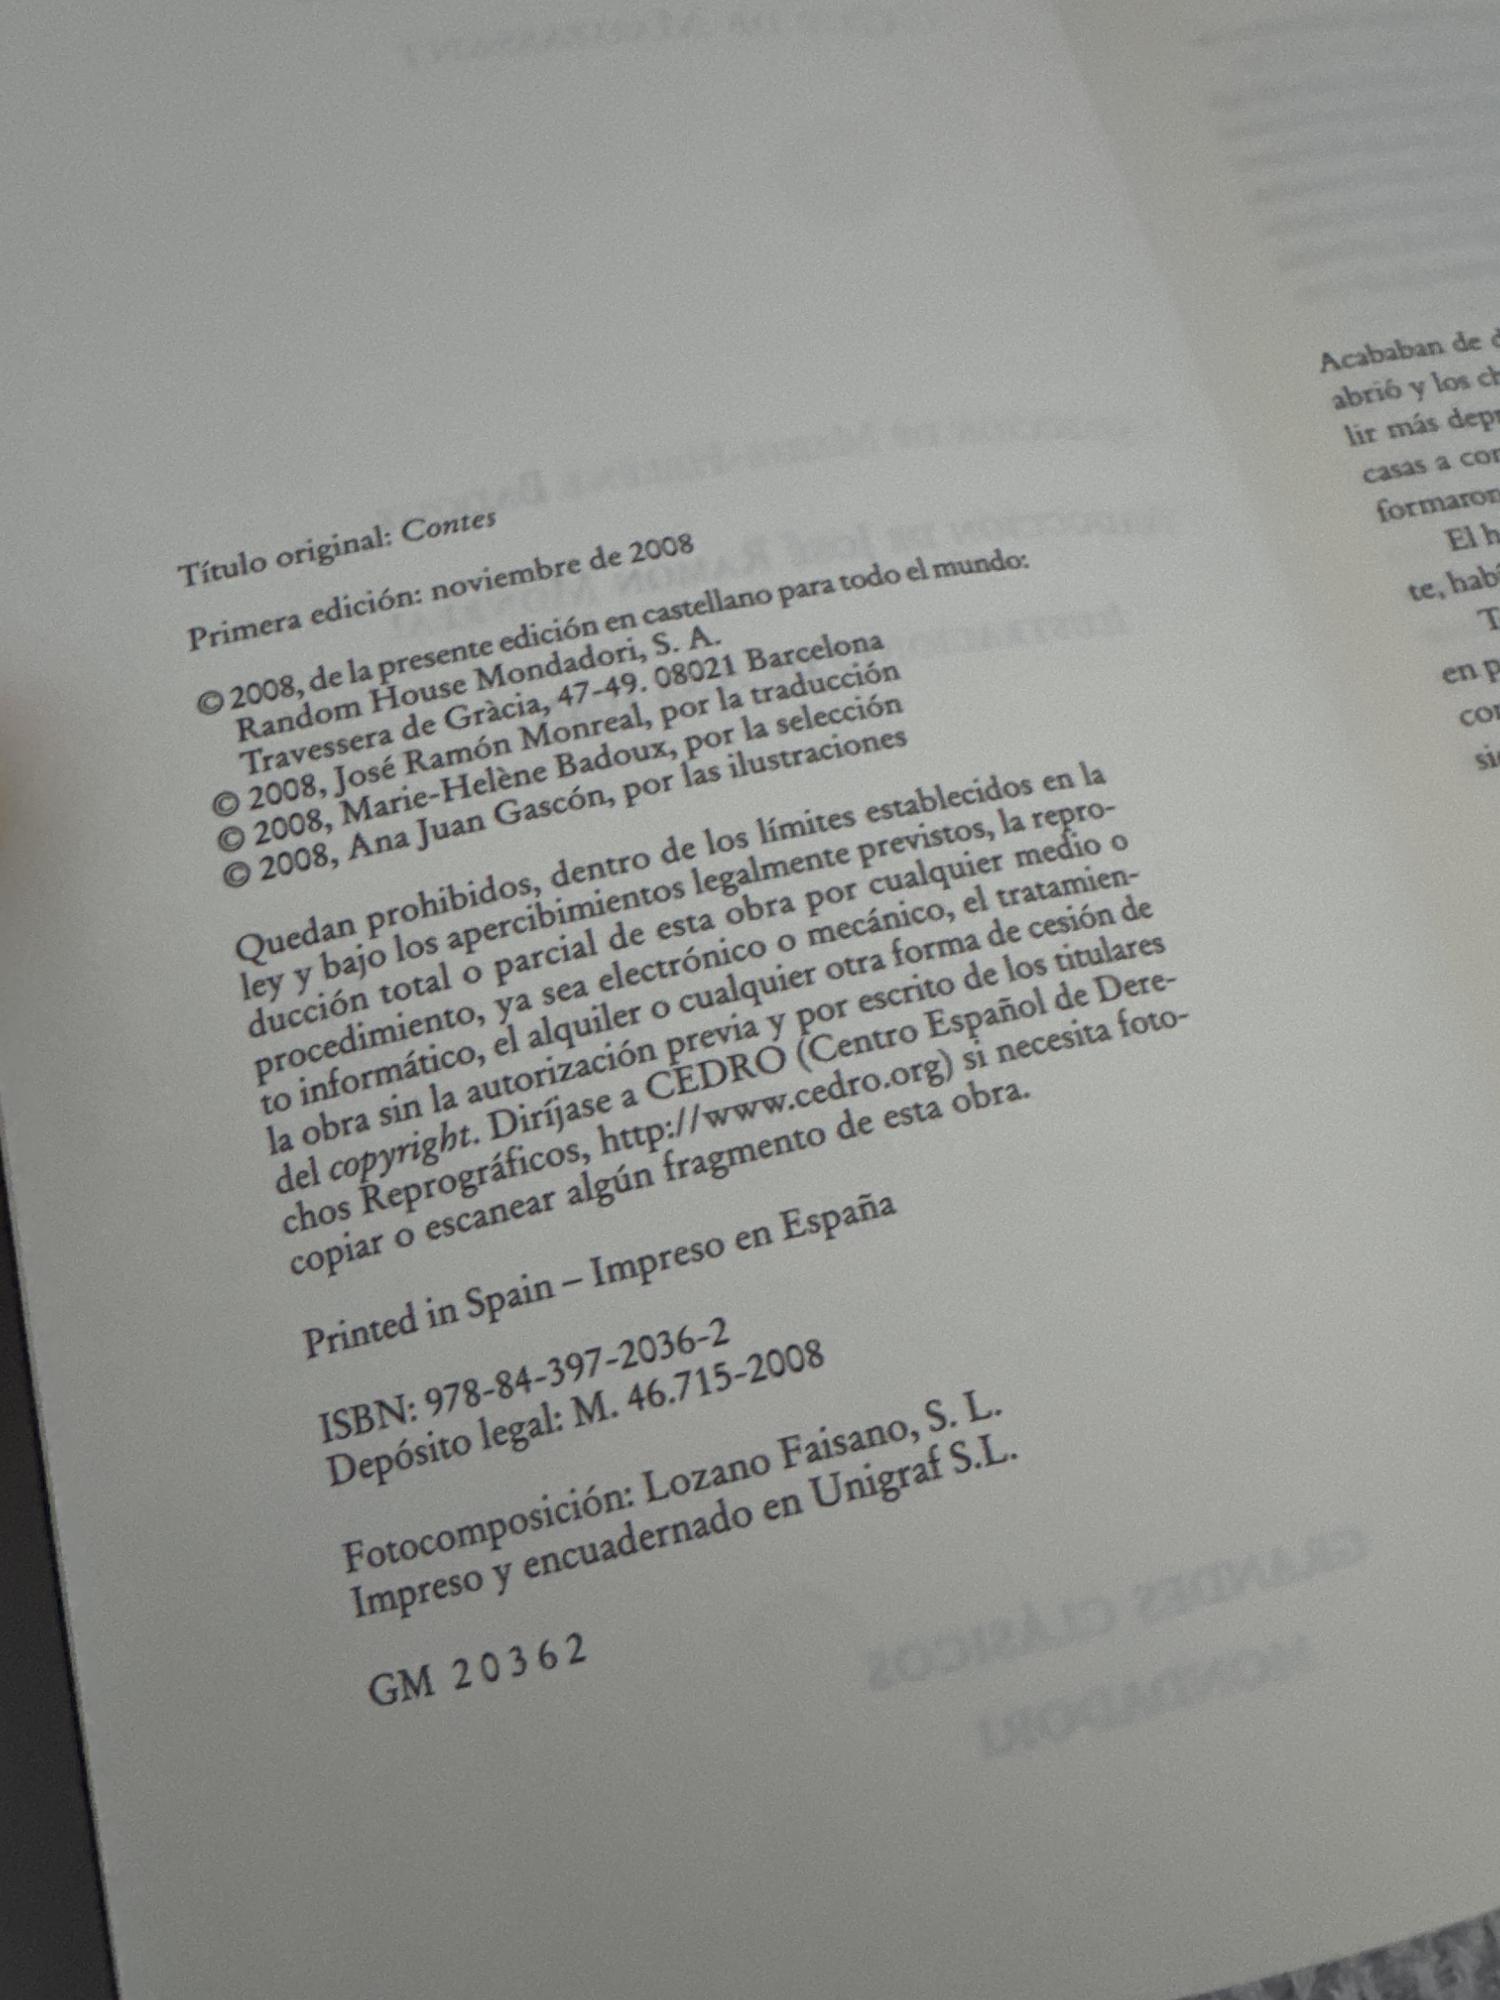 Título original: Contes
Primera edición: noviembre de 2008
© 2008, de la presente edición en castellano para todo el mundo:
Random House Mondadori, S. A.
Travessera de Gràcia, 47-49. 08021 Barcelona
© 2008, José Ramón Monreal, por la traducción
© 2008, Marie-Helène Badoux, por la selección
© 2008, Ana Juan Gascón, por las ilustraciones
Quedan prohibidos, dentro de los límites establecidos en la
ley y bajo los apercibimientos legalmente previstos, la repro-
ducción total o parcial de esta obra por cualquier medio o
procedimiento, ya sea electrónico o mecánico, el tratamien-
to informático, el alquiler o cualquier otra forma de cesión de
la obra sin la autorización previa y por escrito de los titulares
del copyright. Diríjase a CEDRO (Centro Español de Dere-
chos Reprográficos, http://www.cedro.org) si necesita foto-
copiar o escanear algún fragmento de esta obra.
Printed in Spain – Impreso en España
ISBN: 978-84-397-2036-2
Depósito legal: M. 46.715-2008
Fotocomposición: Lozano Faisano, S. L.
Impreso y encuadernado en Unigraf S.L.
GM 20362
GRANDES CLÁSICOS
MONDADORI
Acababan de
abrió y los
lir más
casas a
formaron
El
te,
en